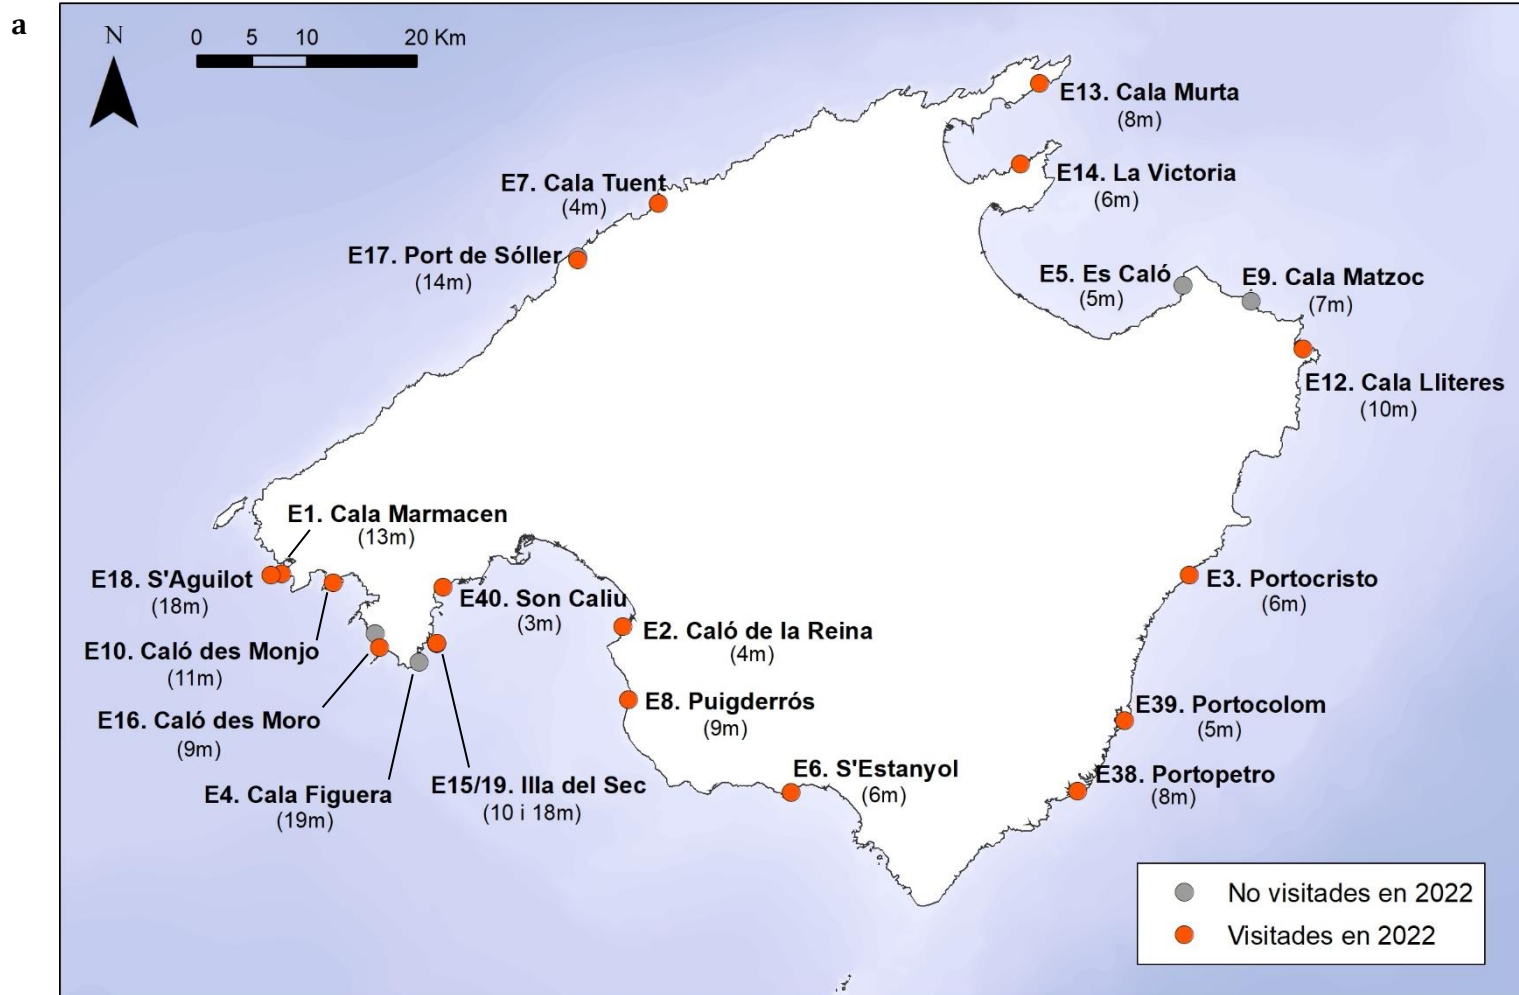 a
N
0 5 10 20 Km
E13. Cala Murta
(8m)
E14. La Victoria
(6m)
E7. Cala Tuent
(4m)
E17. Port de Sóller
(14m)
E5. Es Caló
(5m)
E9. Cala Matzoc
(7m)
E12. Cala Lliteres
(10m)
E1. Cala Marmacen
(13m)
E18. S'Aguilot
(18m)
E40. Son Caliu
(3m)
E3. Portocristo
(6m)
E2. Caló de la Reina
(4m)
E10. Caló des Monjo
(11m)
E8. Puigderrós
(9m)
E39. Portocolom
(5m)
E16. Caló des Moro
(9m)
E6. S'Estanyol
(6m)
E38. Portopetro
(8m)
E4. Cala Figuera
(19m)
E15/19. Illa del Sec
(10 i 18m)
No visitades en 2022
Visitades en 2022